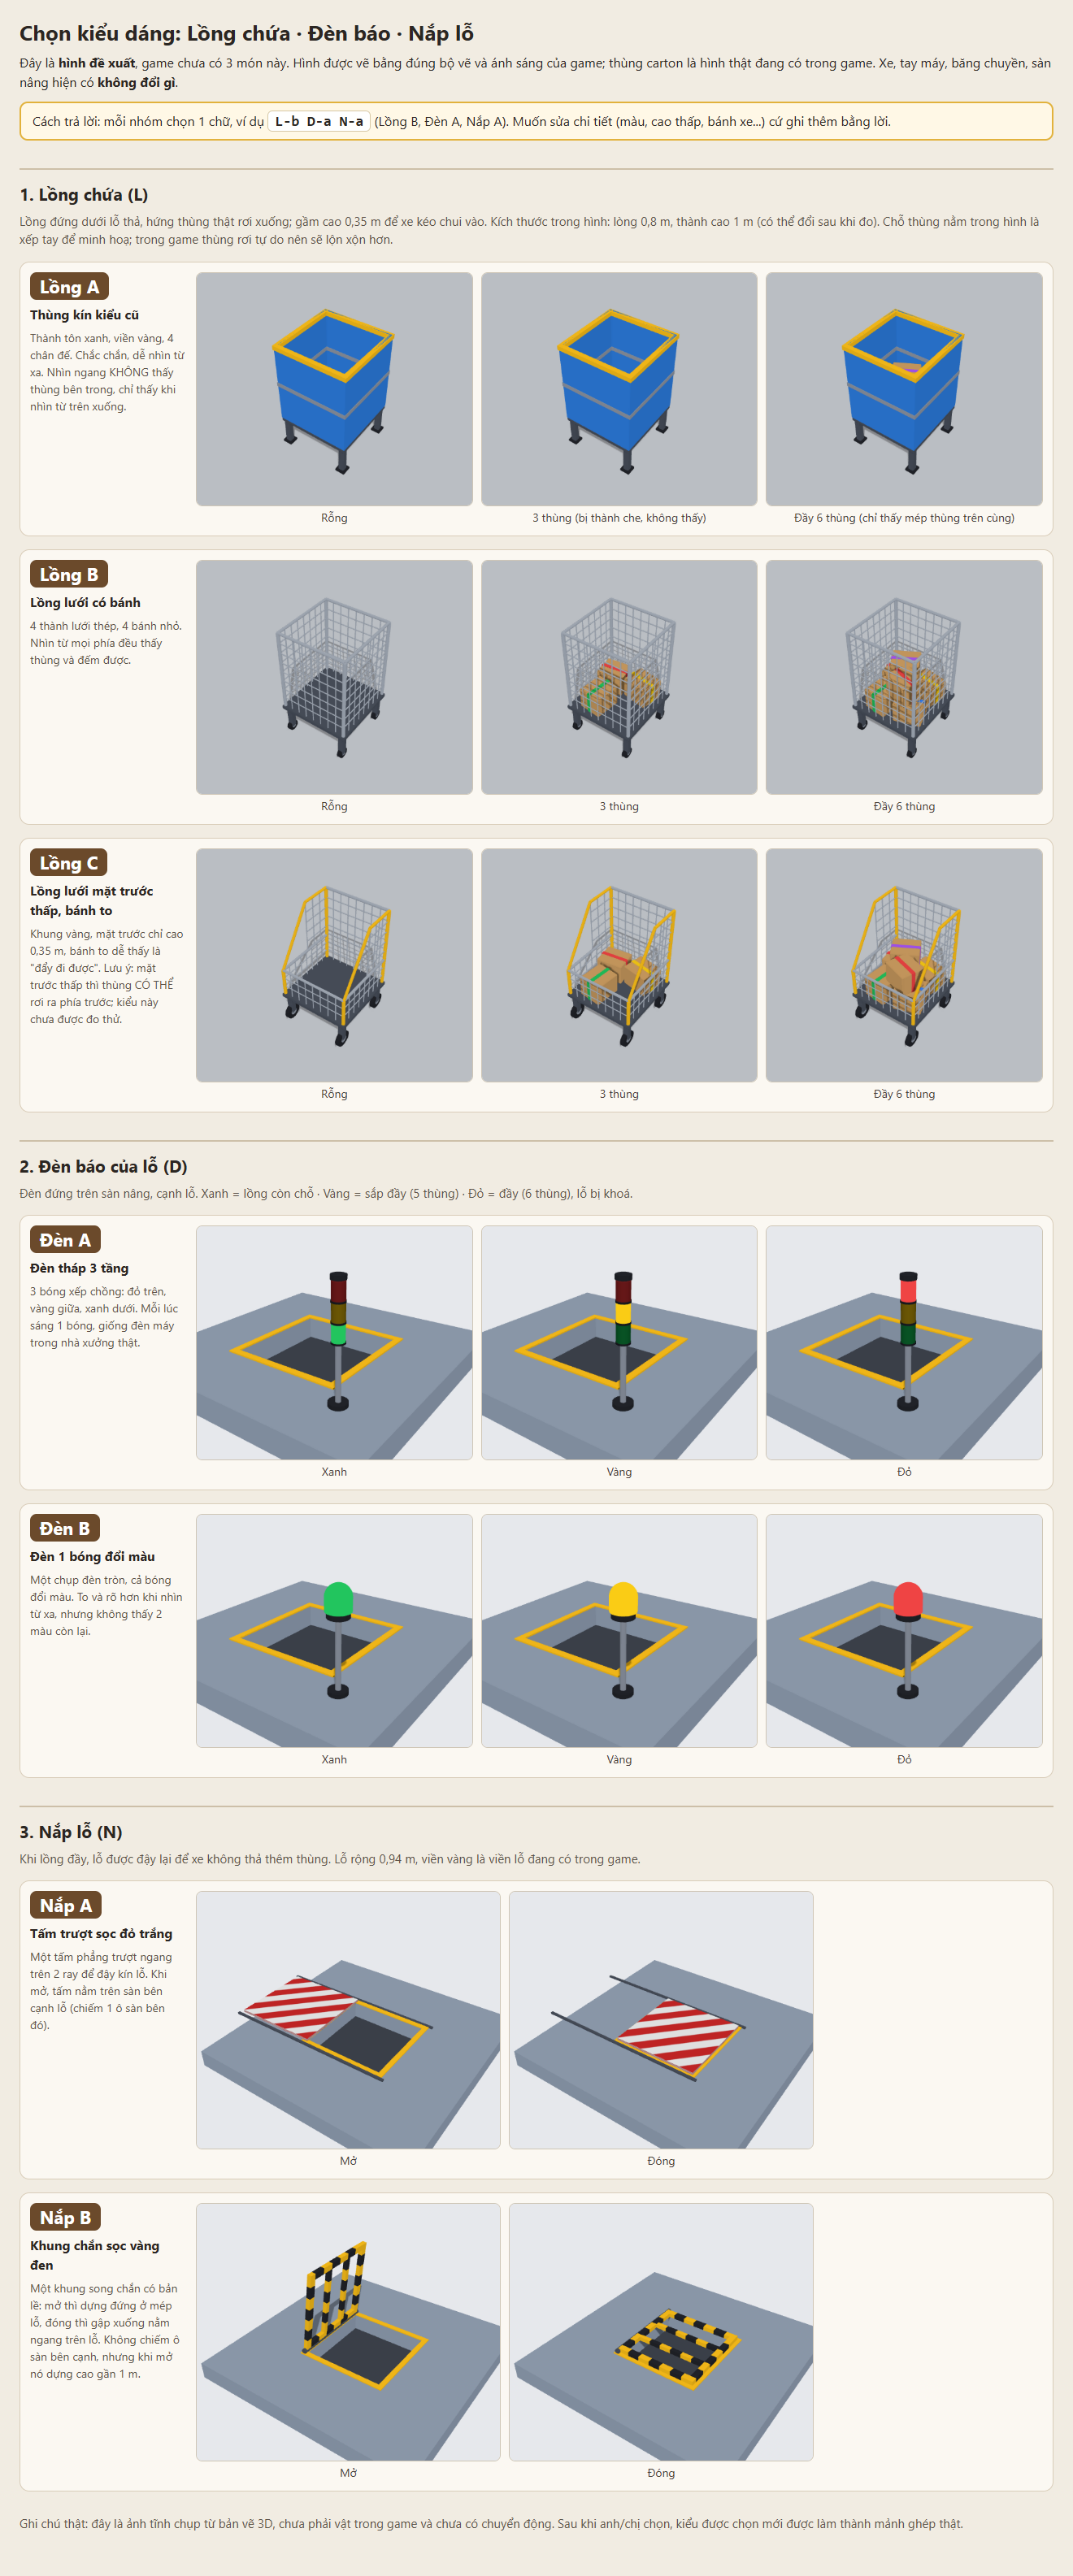 Chọn kiểu dáng: Lồng chứa · Đèn báo · Nắp lỗ
Đây là hình đề xuất, game chưa có 3 món này. Hình được vẽ bằng đúng bộ vẽ và ánh sáng của game; thùng carton là hình thật đang có trong game. Xe, tay máy, băng chuyền, sàn
nâng hiện có không đổi gì.
Cách trả lời: mỗi nhóm chọn 1 chữ, ví dụ L-b D-a N-a (Lồng B, Đèn A, Nắp A). Muốn sửa chi tiết (màu, cao thấp, bánh xe...) cứ ghi thêm bằng lời.
1. Lồng chứa (L)
Lồng đứng dưới lỗ thả, hứng thùng thật rơi xuống; gầm cao 0,35 m để xe kéo chui vào. Kích thước trong hình: lòng 0,8 m, thành cao 1 m (có thể đổi sau khi đo). Chỗ thùng nằm trong hình là
xếp tay để minh hoạ; trong game thùng rơi tự do nên sẽ lộn xộn hơn.
Lồng A
Thùng kín kiểu cũ
Thành tôn xanh, viền vàng, 4
chân đế. Chắc chắn, dễ nhìn từ
xa. Nhìn ngang KHÔNG thấy
thùng bên trong, chỉ thấy khi
nhìn từ trên xuống.
Rỗng
3 thùng (bị thành che, không thấy)
Đầy 6 thùng (chỉ thấy mép thùng trên cùng)
Lồng B
Lồng lưới có bánh
4 thành lưới thép, 4 bánh nhỏ.
Nhìn từ mọi phía đều thấy
thùng và đếm được.
Rỗng
3 thùng
Đầy 6 thùng
Lồng C
Lồng lưới mặt trước
thấp, bánh to
Khung vàng, mặt trước chỉ cao
0,35 m, bánh to dễ thấy là
"đẩy đi được". Lưu ý: mặt
trước thấp thì thùng CÓ THỂ
rơi ra phía trước; kiểu này
chưa được đo thử.
Rỗng
3 thùng
Đầy 6 thùng
2. Đèn báo của lỗ (D)
Đèn đứng trên sàn nâng, cạnh lỗ. Xanh = lồng còn chỗ · Vàng = sắp đầy (5 thùng) · Đỏ = đầy (6 thùng), lỗ bị khoá.
Đèn A
Đèn tháp 3 tầng
3 bóng xếp chồng: đỏ trên,
vàng giữa, xanh dưới. Mỗi lúc
sáng 1 bóng, giống đèn máy
trong nhà xưởng thật.
Xanh
Vàng
Đỏ
Đèn B
Đèn 1 bóng đổi màu
Một chụp đèn tròn, cả bóng
đổi màu. To và rõ hơn khi nhìn
từ xa, nhưng không thấy 2
màu còn lại.
Xanh
Vàng
Đỏ
3. Nắp lỗ (N)
Khi lồng đầy, lỗ được đậy lại để xe không thả thêm thùng. Lỗ rộng 0,94 m, viền vàng là viền lỗ đang có trong game.
Nắp A
Tấm trượt sọc đỏ trắng
Một tấm phẳng trượt ngang
trên 2 ray để đậy kín lỗ. Khi
mở, tấm nằm trên sàn bên
cạnh lỗ (chiếm 1 ô sàn bên
đó).
Mở
Đóng
Nắp B
Khung chắn sọc vàng
đen
Một khung song chắn có bản
lề: mở thì dựng đứng ở mép
lỗ, đóng thì gập xuống nằm
ngang trên lỗ. Không chiếm ô
sàn bên cạnh, nhưng khi mở
nó dựng cao gần 1 m.
Mở
Đóng
Ghi chú thật: đây là ảnh tĩnh chụp từ bản vẽ 3D, chưa phải vật trong game và chưa có chuyển động. Sau khi anh/chị chọn, kiểu được chọn mới được làm thành mảnh ghép thật.